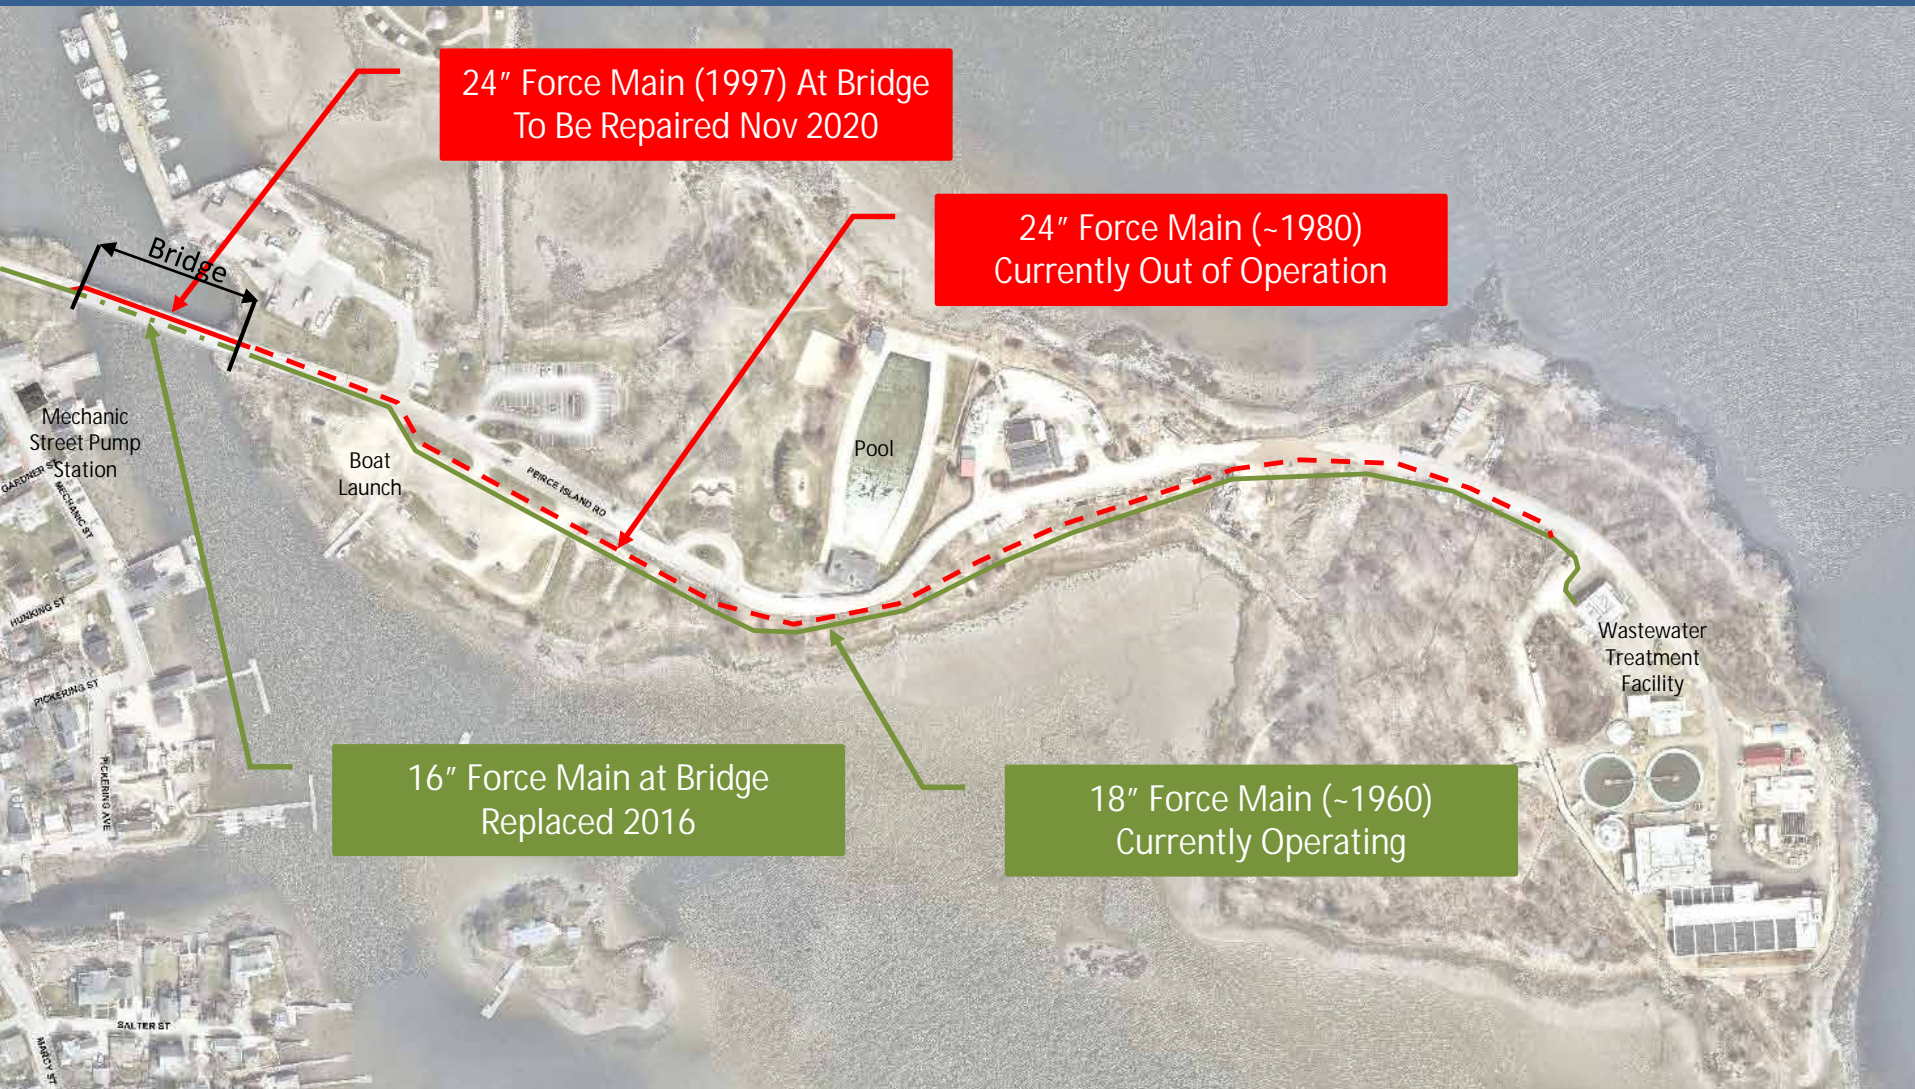 24" Force Main (1997) At Bridge
To Be Repaired Nov 2020
24" Force Main (~1980)
Currently Out of Operation
Bridge
Mechanic
Street Pump
Station
GARDNER ST
MECHANIC ST
Boat
Launch
PEIRCE ISLAND RD
Pool
HUNKING ST
PICKERING ST
PICKERING AVE
Wastewater
Treatment
Facility
16" Force Main at Bridge
Replaced 2016
18" Force Main (~1960)
Currently Operating
SALTER ST
MARCY ST